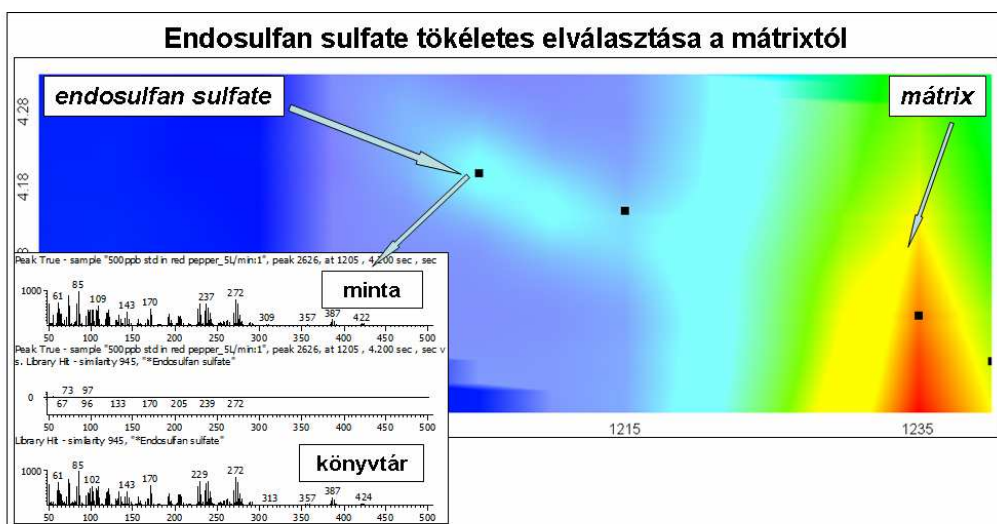 Endosulfan sulfate tökéletes elválasztása a mátrixtól
endosulfan sulfate
mátrix
4.28
4.18
Peak True - sample "500ppb std in red pepper_5L/min:1", peak 2626, at 1205 , 4.200 sec , sec
minta
1000
61 85 109 143 170 237 272 309 357 387 422
50 100 150 200 250 300 350 400 450 500
Peak True - sample "500ppb std in red pepper_5L/min:1", peak 2626, at 1205 , 4.200 sec , sec v
s. Library Hit - similarity 945, "*Endosulfan sulfate"
73 97
0
67 96 133 170 205 239 272
50 100 150 200 250 300 350 400 450 500
Library Hit - similarity 945, "*Endosulfan sulfate"
könyvtár
1000
61 85 102 143 170 229 272 313 357 387 424
50 100 150 200 250 300 350 400 450 500
1215 1235